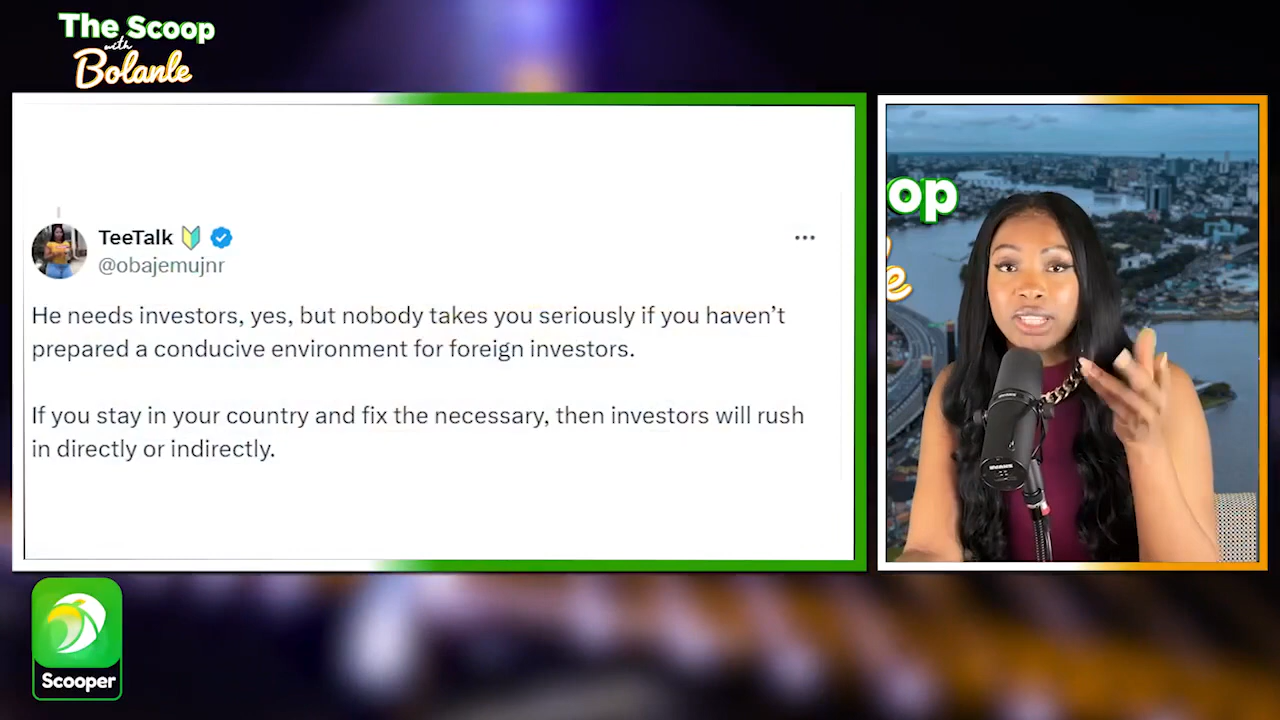 The Scoop
with
Bolanle
TeeTalk
@obajemujnr
He needs investors, yes, but nobody takes you seriously if you haven’t
prepared a conducive environment for foreign investors.
If you stay in your country and fix the necessary, then investors will rush
in directly or indirectly.
op
e
SHURE
Scooper